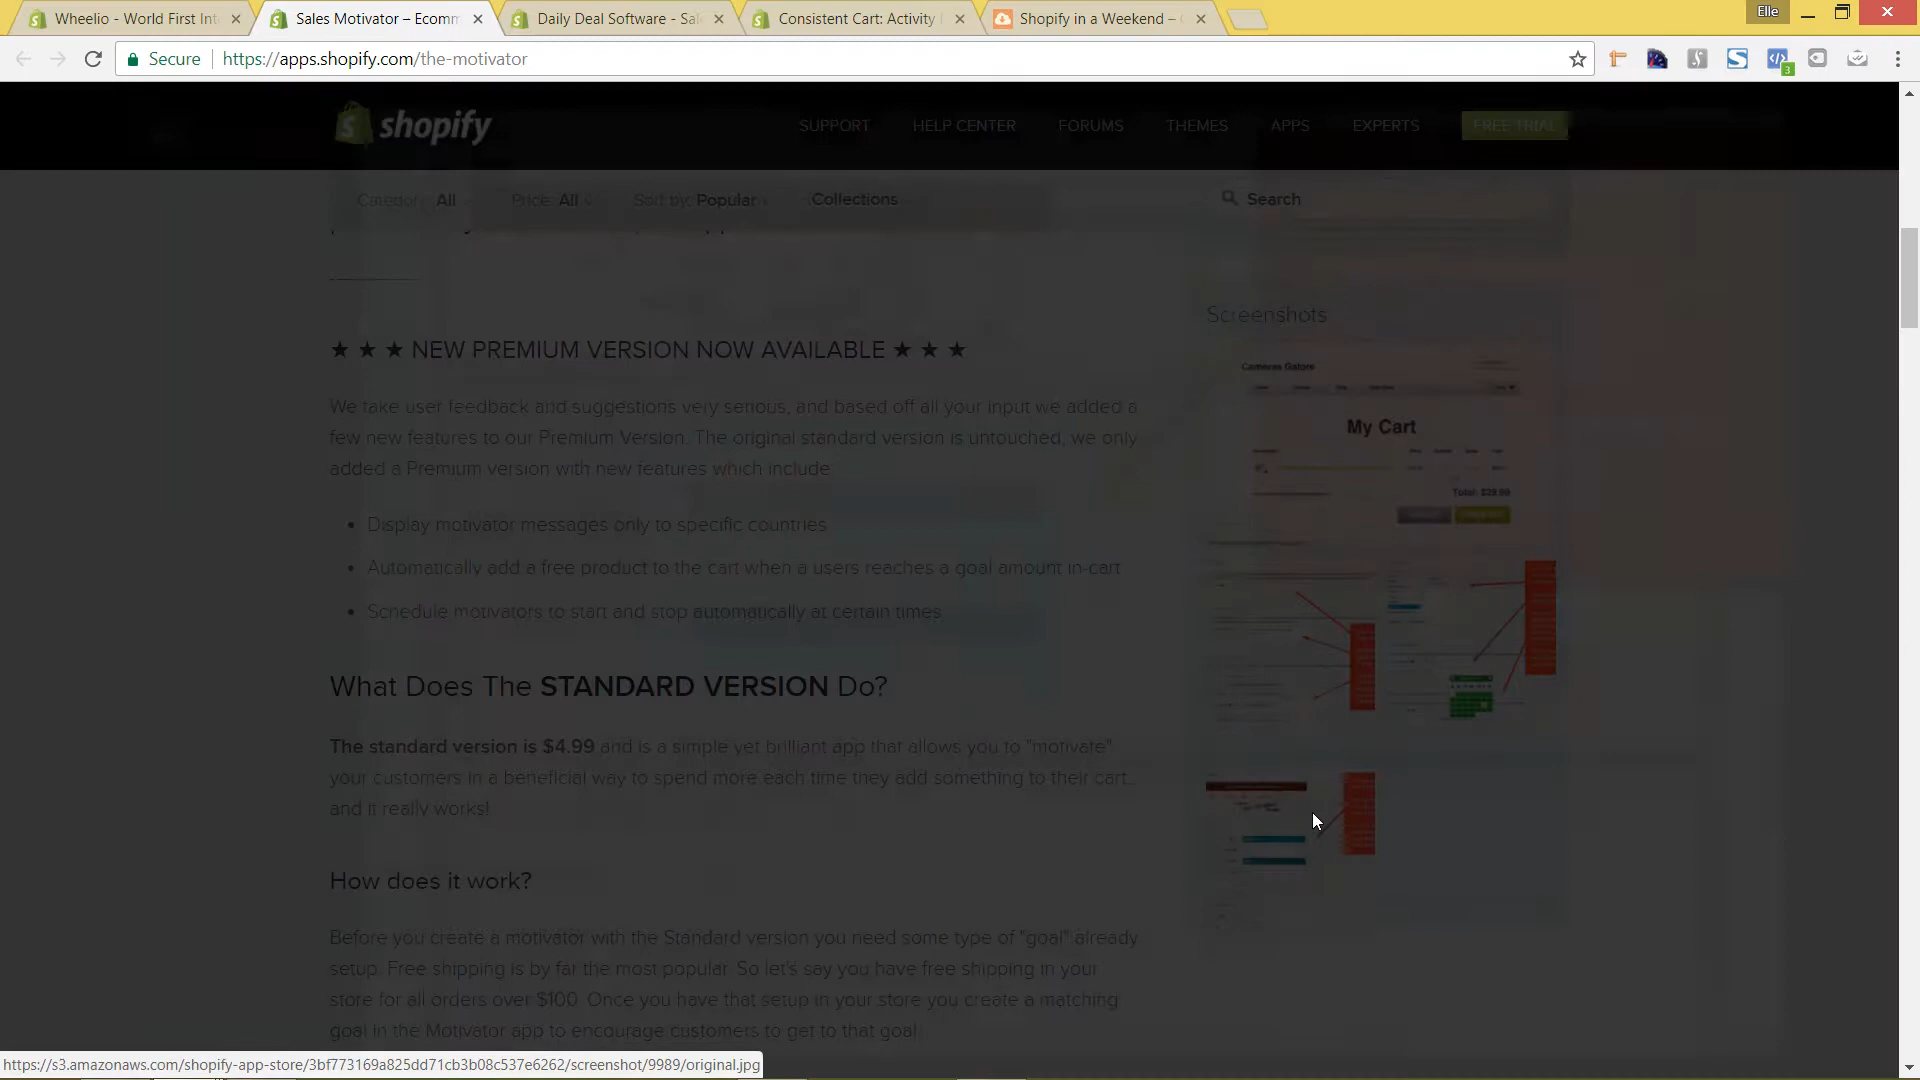 Wheelio - World First Int
Sales Motivator – Ecomm
Daily Deal Software - Sal
Consistent Cart: Activity
Shopify in a Weekend –
Elle
Secure
https://apps.shopify.com/the-motivator
3
shopify
SUPPORT
HELP CENTER
FORUMS
THEMES
APPS
EXPERTS
FREE TRIAL
Category: All
Price: All
Sort by: Popular
Collections
Search
★ ★ ★ NEW PREMIUM VERSION NOW AVAILABLE ★ ★ ★
We take user feedback and suggestions very serious, and based off all your input we added a
few new features to our Premium Version. The original standard version is untouched, we only
added a Premium version with new features which include:
• Display motivator messages only to specific countries
• Automatically add a free product to the cart when a users reaches a goal amount in-cart
• Schedule motivators to start and stop automatically at certain times
What Does The STANDARD VERSION Do?
The standard version is $4.99 and is a simple yet brilliant app that allows you to "motivate"
your customers in a beneficial way to spend more each time they add something to their cart...
and it really works!
How does it work?
Before you create a motivator with the Standard version you need some type of "goal" already
setup. Free shipping is by far the most popular. So let's say you have free shipping in your
store for all orders over $100. Once you have that setup in your store you create a matching
goal in the Motivator app to encourage customers to get to that goal.
Screenshots
Cameras Galore
My Cart
Total: $29.99
https://s3.amazonaws.com/shopify-app-store/3bf773169a825dd71cb3b08c537e6262/screenshot/9989/original.jpg